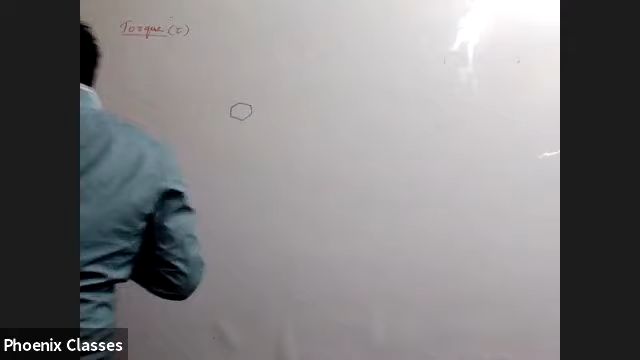 Torque (τ)
Phoenix Classes